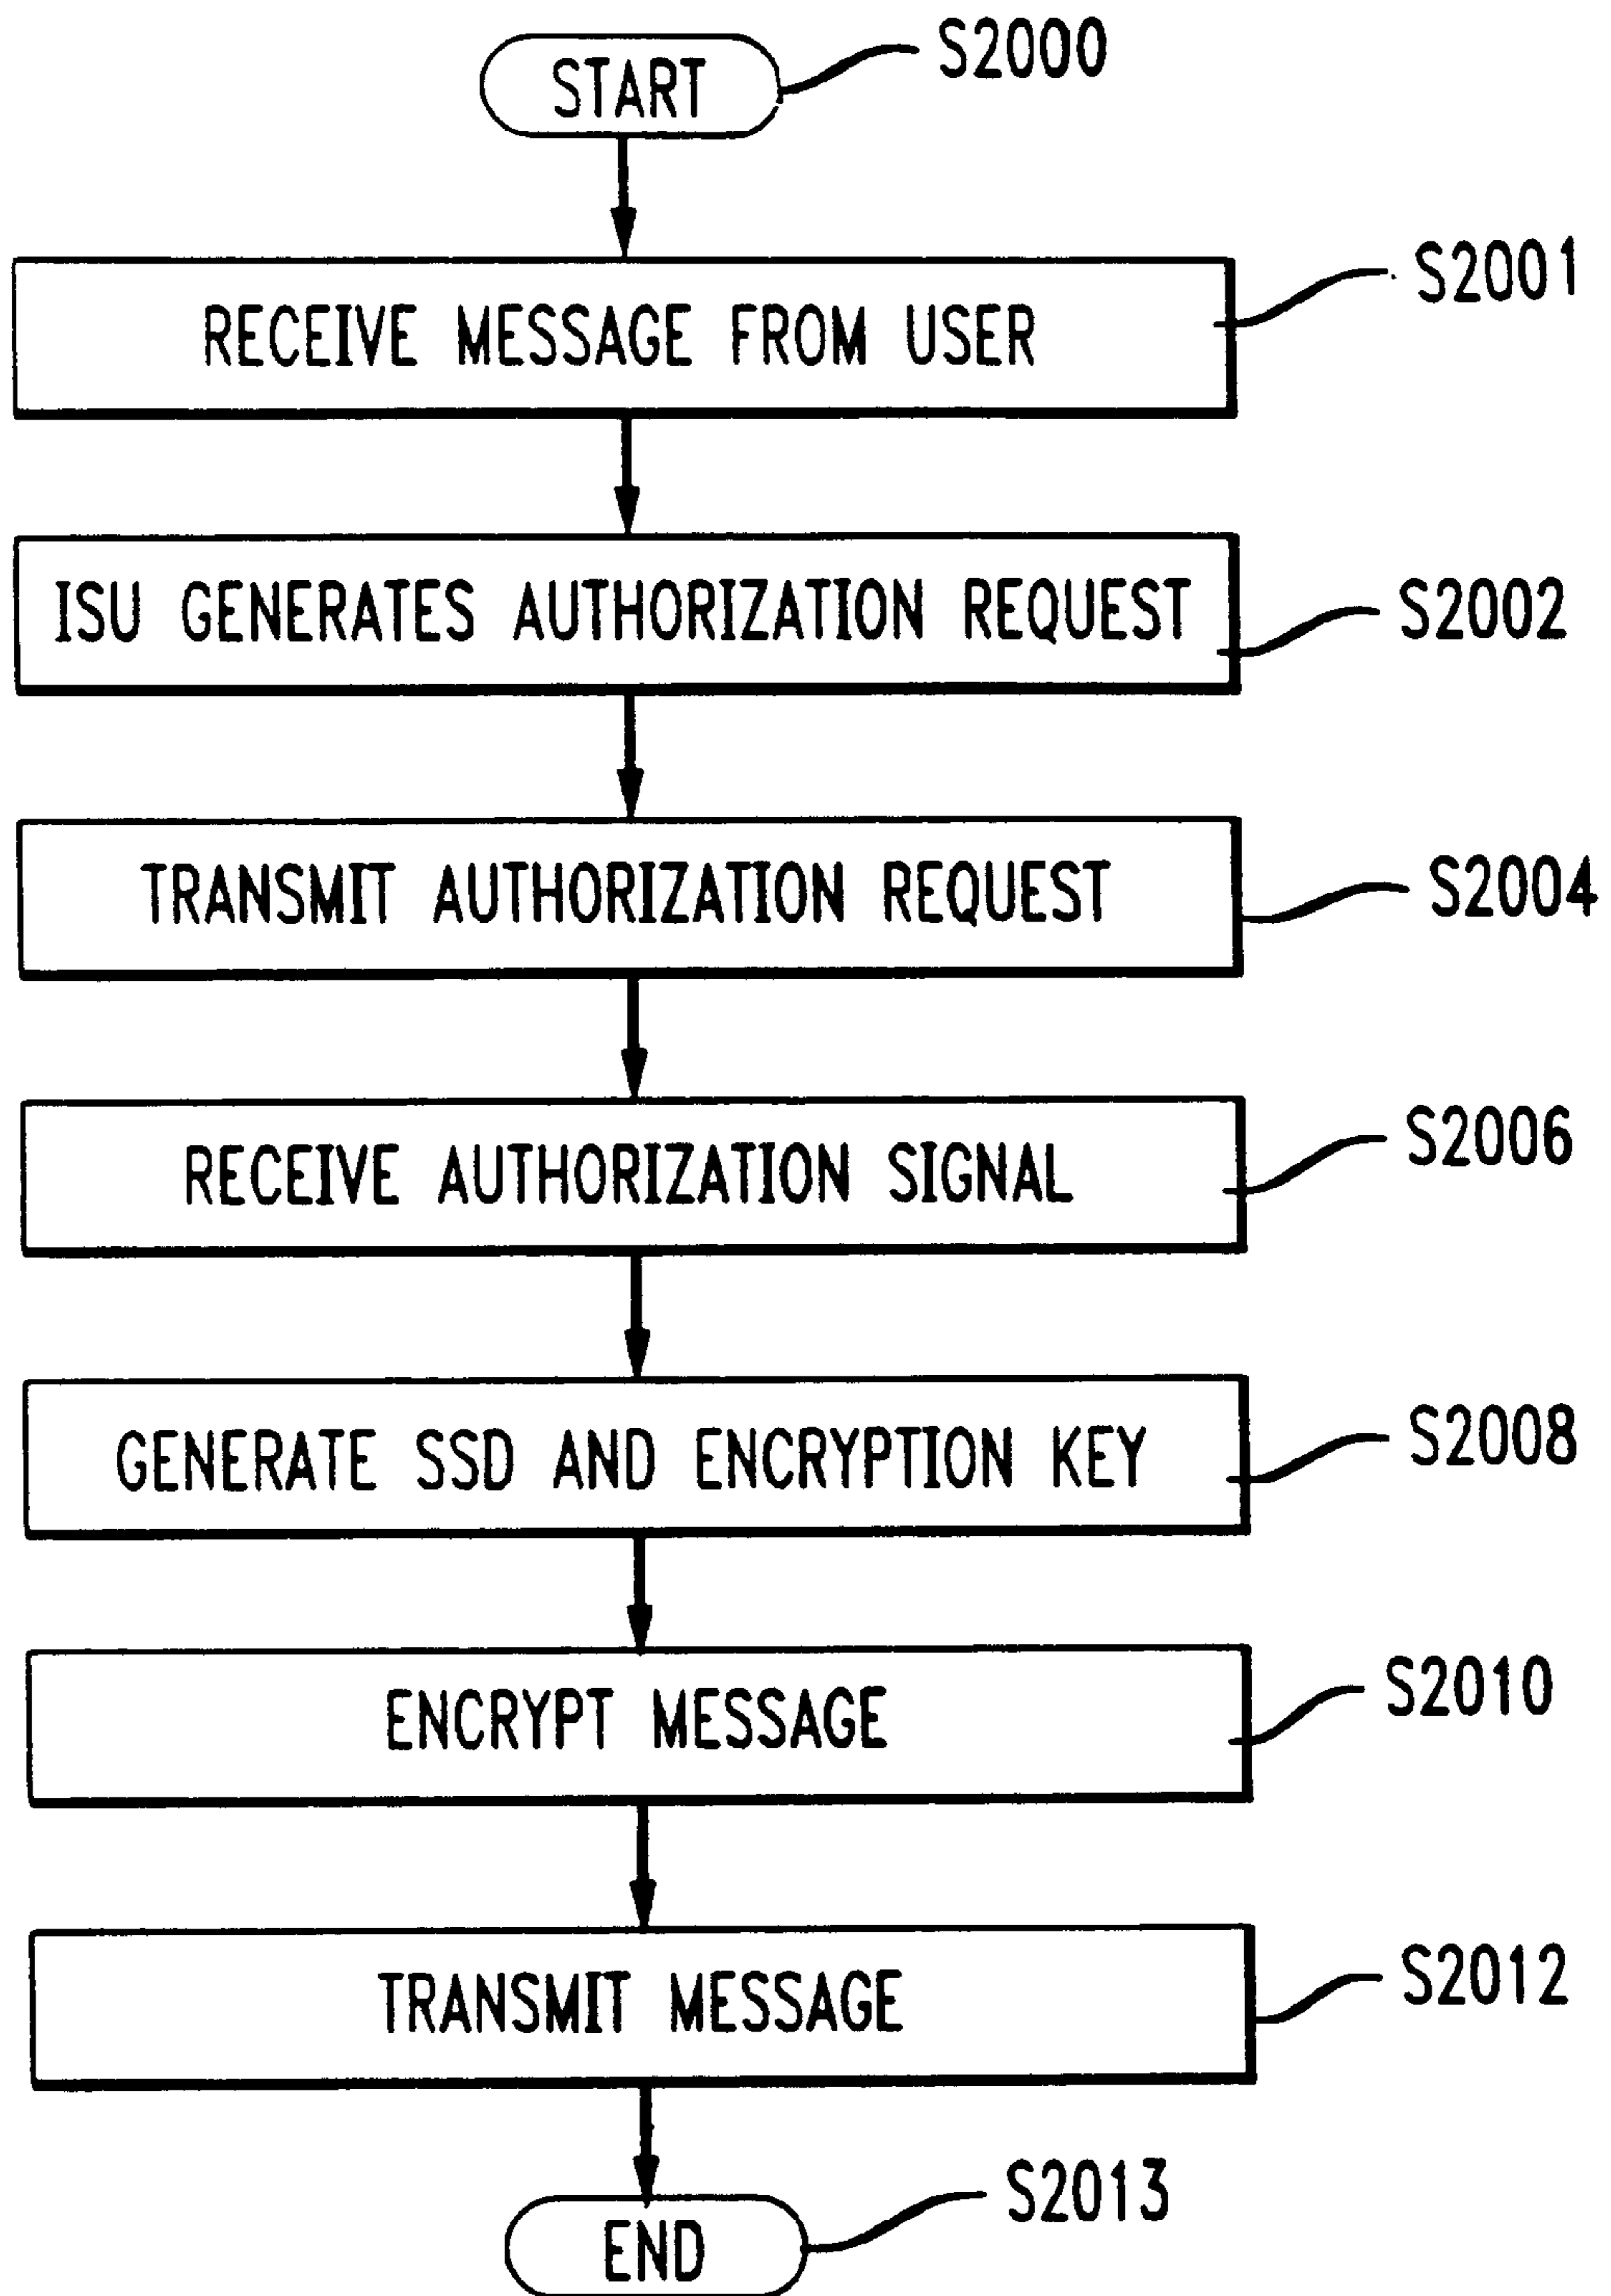 START
S2000
RECEIVE MESSAGE FROM USER
S2001
ISU GENERATES AUTHORIZATION REQUEST
S2002
TRANSMIT AUTHORIZATION REQUEST
S2004
RECEIVE AUTHORIZATION SIGNAL
S2006
GENERATE SSD AND ENCRYPTION KEY
S2008
ENCRYPT MESSAGE
S2010
TRANSMIT MESSAGE
S2012
END
S2013